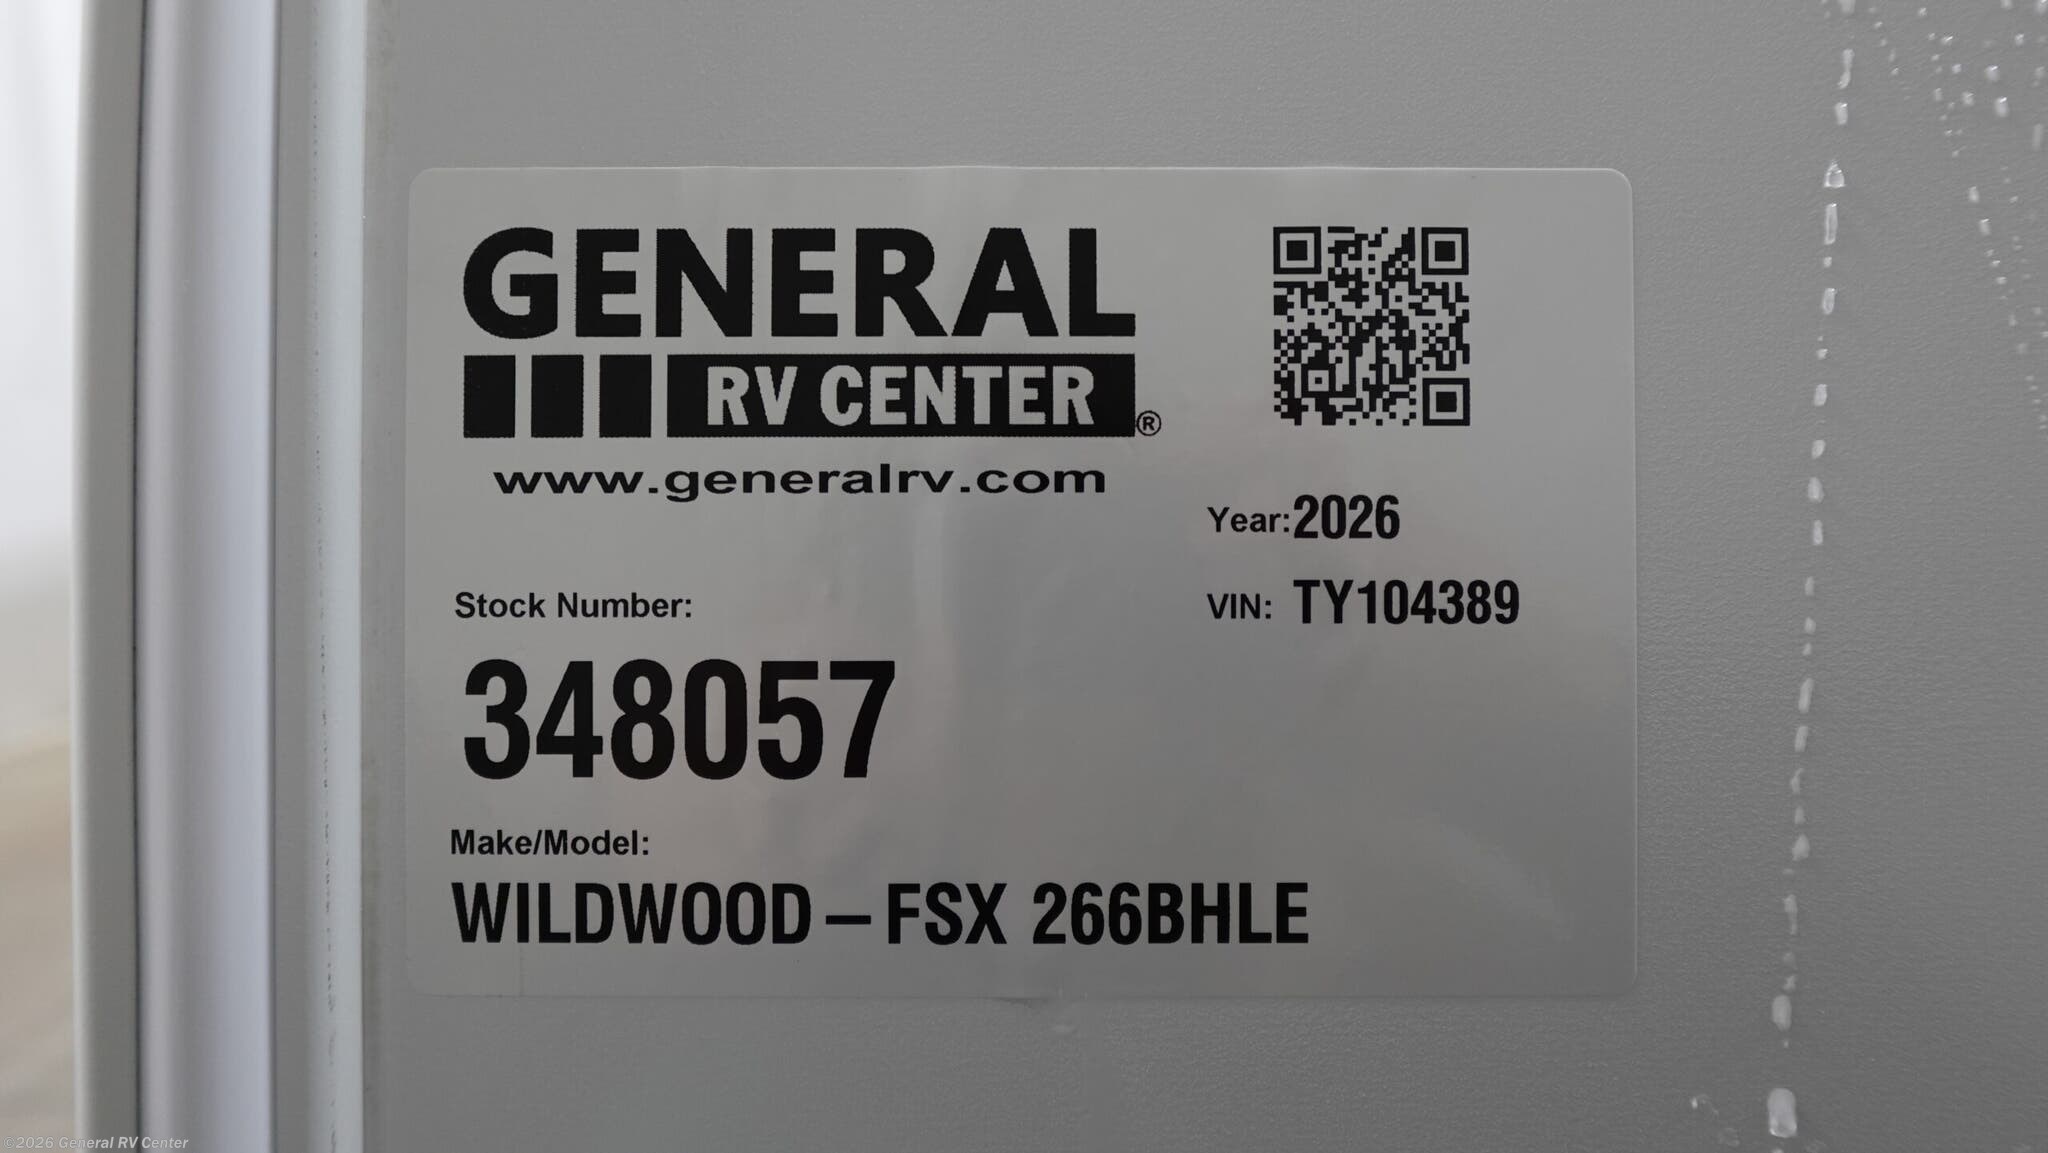 GENERAL
RV CENTER®
www.generalrv.com
Year: 2026
VIN: TY104389
Stock Number:
348057
Make/Model:
WILDWOOD-FSX 266BHLE
©2026 General RV Center